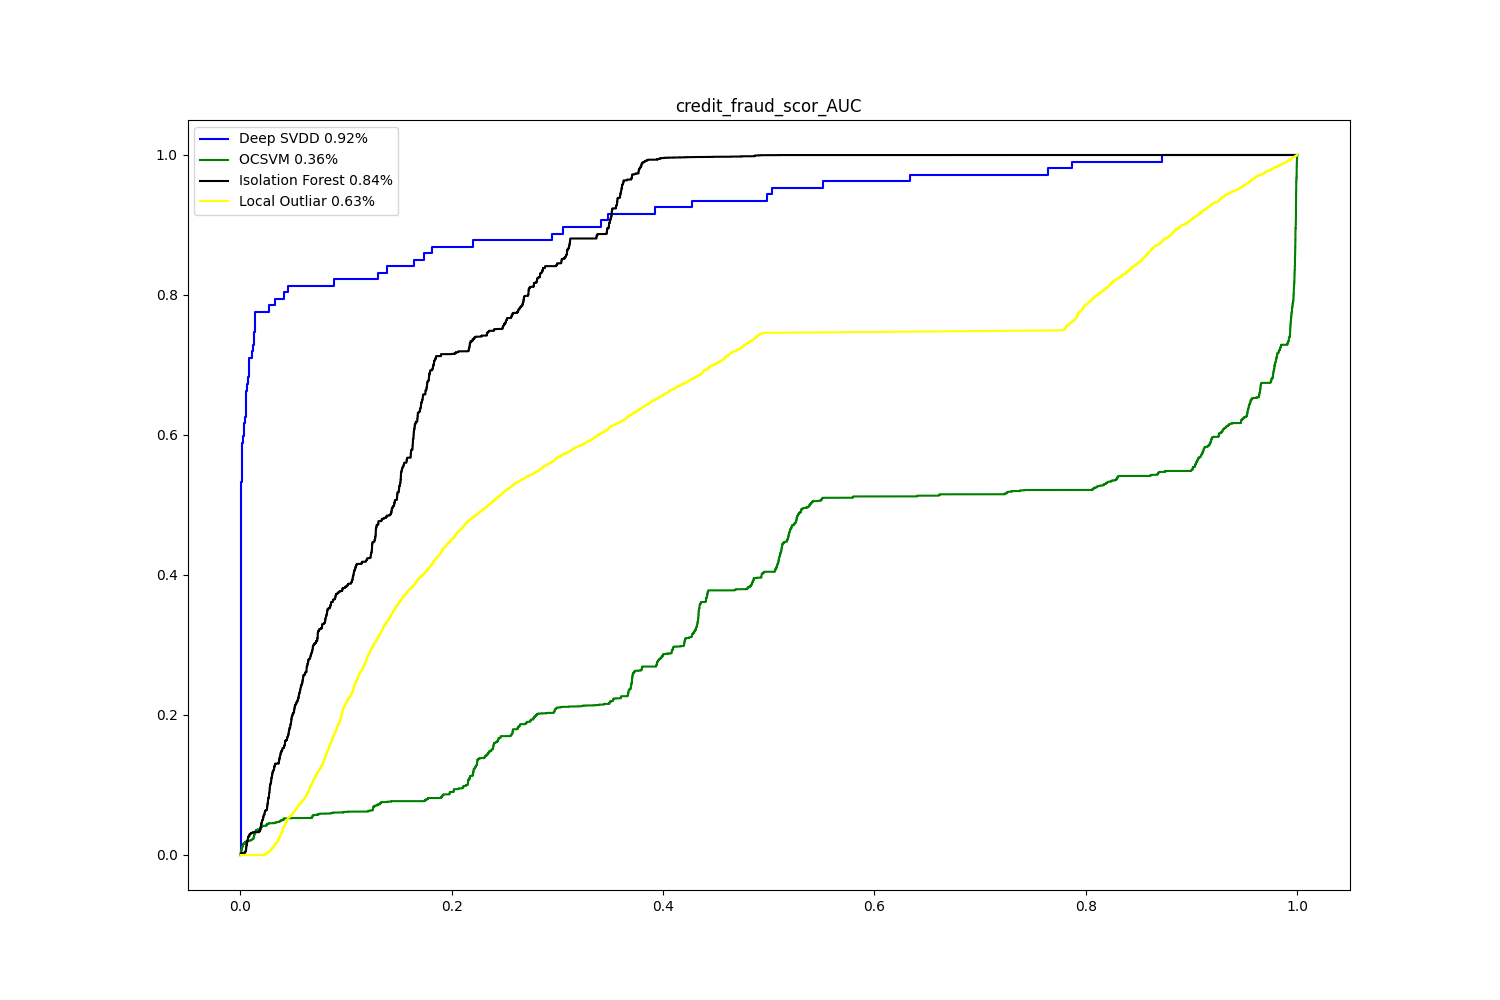 credit_fraud_scor_AUC
Deep SVDD 0.92%
OCSVM 0.36%
Isolation Forest 0.84%
Local Outliar 0.63%
1.0
0.8
0.6
0.4
0.2
0.0
0.0 0.2 0.4 0.6 0.8 1.0